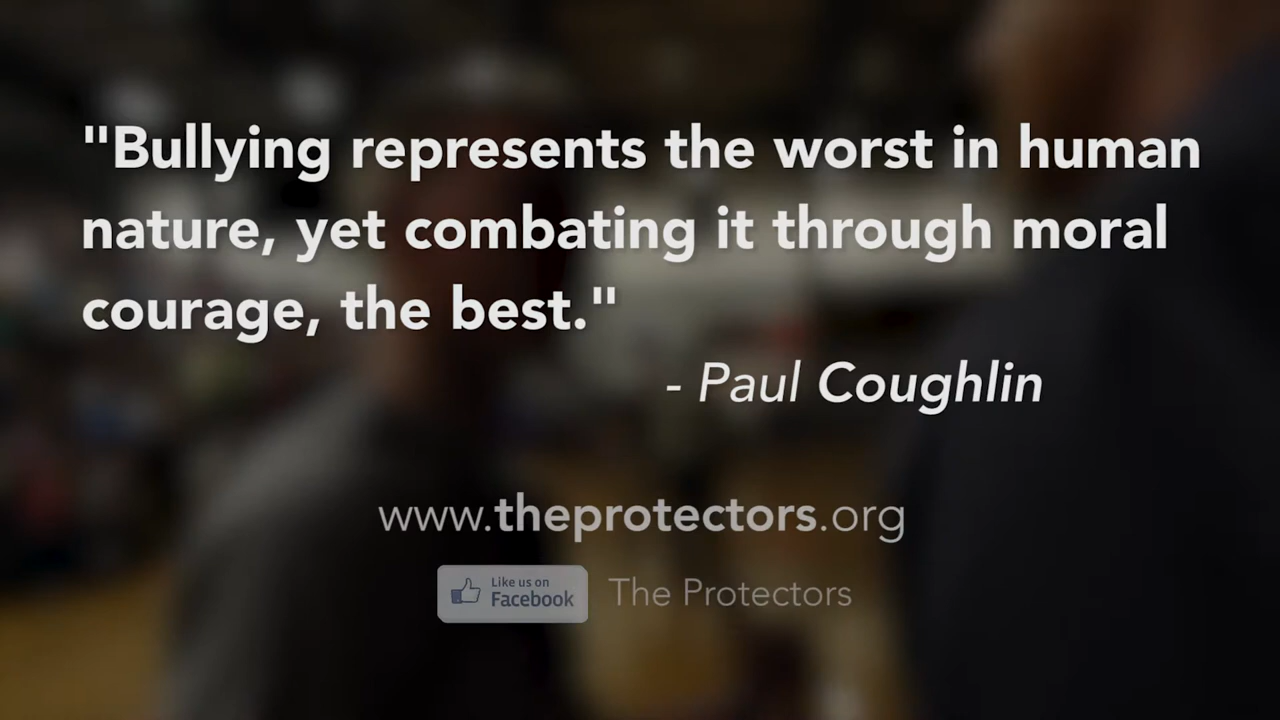 "Bullying represents the worst in human
nature, yet combating it through moral
courage, the best."
- Paul Coughlin
www.theprotectors.org
Like us on
Facebook
The Protectors